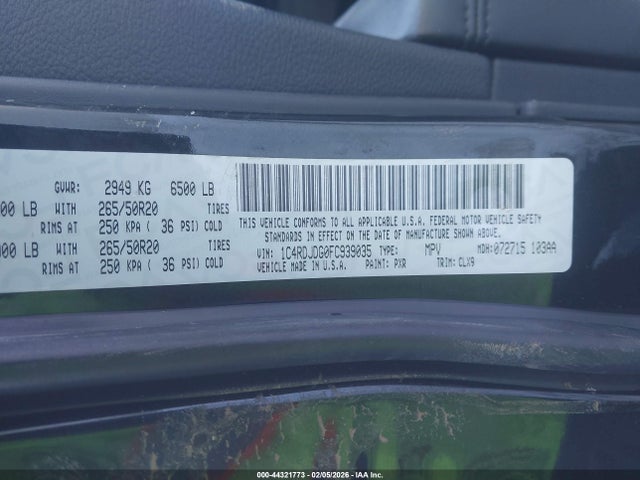 GVWR: 2949 KG 6500 LB
00 LB WITH 265/50R20 TIRES
RIMS AT 250 KPA ( 36 PSI) COLD
00 LB WITH 265/50R20 TIRES
RIMS AT 250 KPA ( 36 PSI) COLD
THIS VEHICLE CONFORMS TO ALL APPLICABLE U.S.A. FEDERAL MOTOR VEHICLE SAFETY
STANDARDS IN EFFECT ON THE DATE OF MANUFACTURE SHOWN ABOVE.
VIN: 1C4RDJDG0FC939035 TYPE: MPV MDH:072715 103AA
VEHICLE MADE IN U.S.A. PAINT: PXR TRIM: CLX9
000-44321773 - 02/05/2026 - IAA Inc.